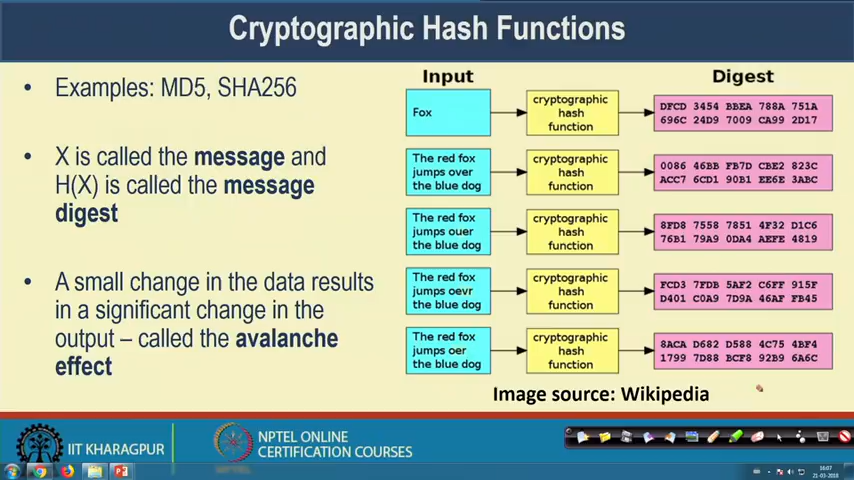 Cryptographic Hash Functions
• Examples: MD5, SHA256
• X is called the message and
H(X) is called the message
digest
• A small change in the data results
in a significant change in the
output – called the avalanche
effect
Input
Digest
Fox
cryptographic
hash
function
DFCD 3454 BBEA 788A 751A
696C 24D9 7009 CA99 2D17
The red fox
jumps over
the blue dog
cryptographic
hash
function
0086 46BB FB7D CBE2 823C
ACC7 6CD1 90B1 EE6E 3ABC
The red fox
jumps ouer
the blue dog
cryptographic
hash
function
8FD8 7558 7851 4F32 D1C6
76B1 79A9 0DA4 AEFE 4819
The red fox
jumps oevr
the blue dog
cryptographic
hash
function
FCD3 7FDB 5AF2 C6FF 915F
D401 C0A9 7D9A 46AF FB45
The red fox
jumps oer
the blue dog
cryptographic
hash
function
8ACA D682 D588 4C75 4BF4
1799 7D88 BCF8 92B9 6A6C
Image source: Wikipedia
IIT KHARAGPUR
NPTEL
NPTEL ONLINE
CERTIFICATION COURSES
16:07
21-03-2018